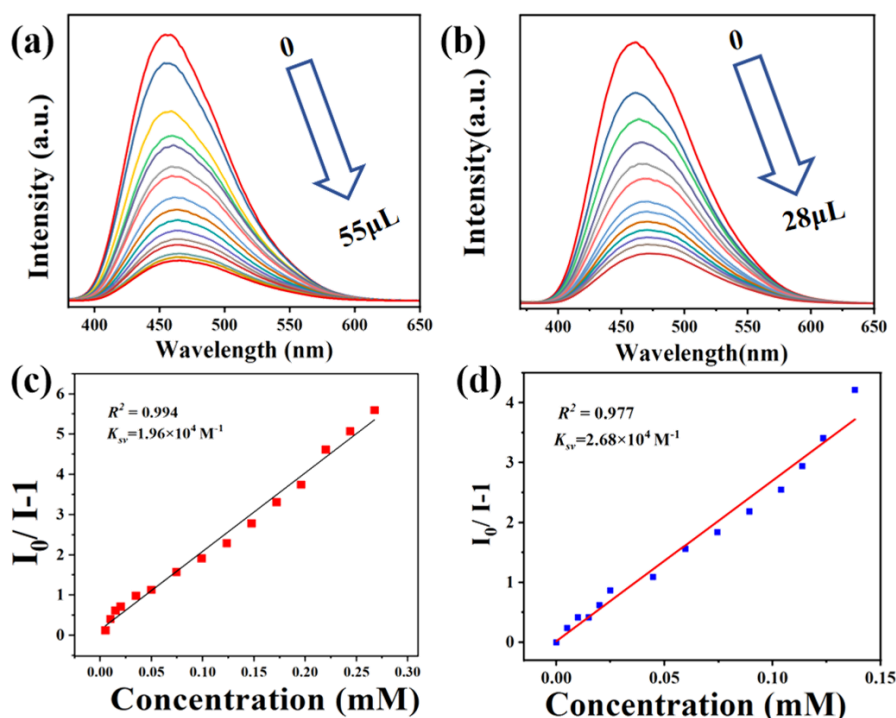 (a)
0
55μL
Intensity (a.u.)
400 450 500 550 600 650
Wavelength (nm)
(b)
0
28μL
Intensity(a.u.)
400 450 500 550 600 650
Wavelength(nm)
(c)
R² = 0.994
Kₛᵥ=1.96×10⁴ M⁻¹
6
5
4
3
2
1
0
I₀/ I-1
0.00 0.05 0.10 0.15 0.20 0.25 0.30
Concentration (mM)
(d)
R² = 0.977
Kₛᵥ=2.68×10⁴ M⁻¹
4
3
2
1
0
I₀/ I-1
0.00 0.05 0.10 0.15
Concentration (mM)